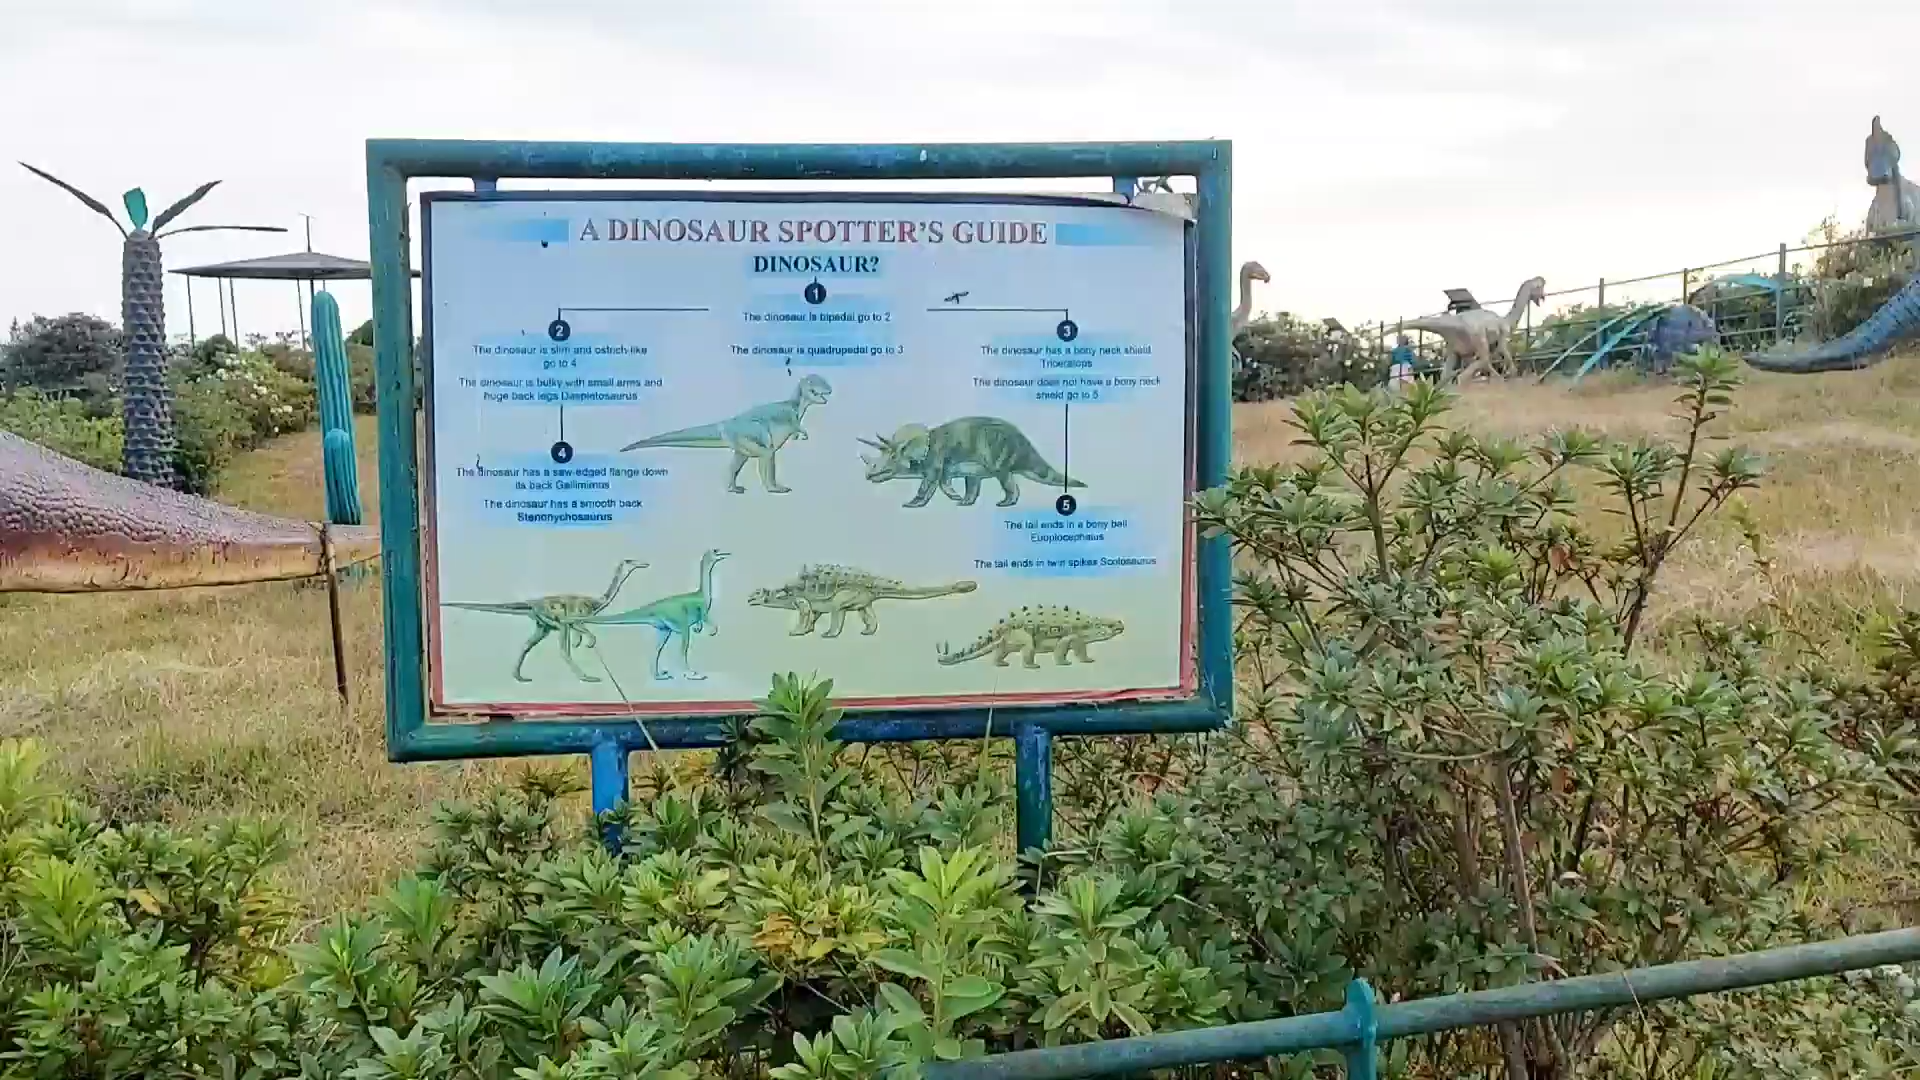 A DINOSAUR SPOTTER'S GUIDE
DINOSAUR?
1
The dinosaur is bipedal go to 2
The dinosaur is quadrupedal go to 3
2
The dinosaur is slim and ostrich-like
go to 4
The dinosaur is bulky with small arms and
huge back legs Daspletosaurus
4
The dinosaur has a saw-edged flange down
its back Gallimimus
The dinosaur has a smooth back
Stenonychosaurus
3
The dinosaur has a bony neck shield
Triceratops
The dinosaur does not have a bony neck
shield go to 5
5
The tail ends in a bony ball
Euoplocephalus
The tail ends in twin spikes Scolosaurus